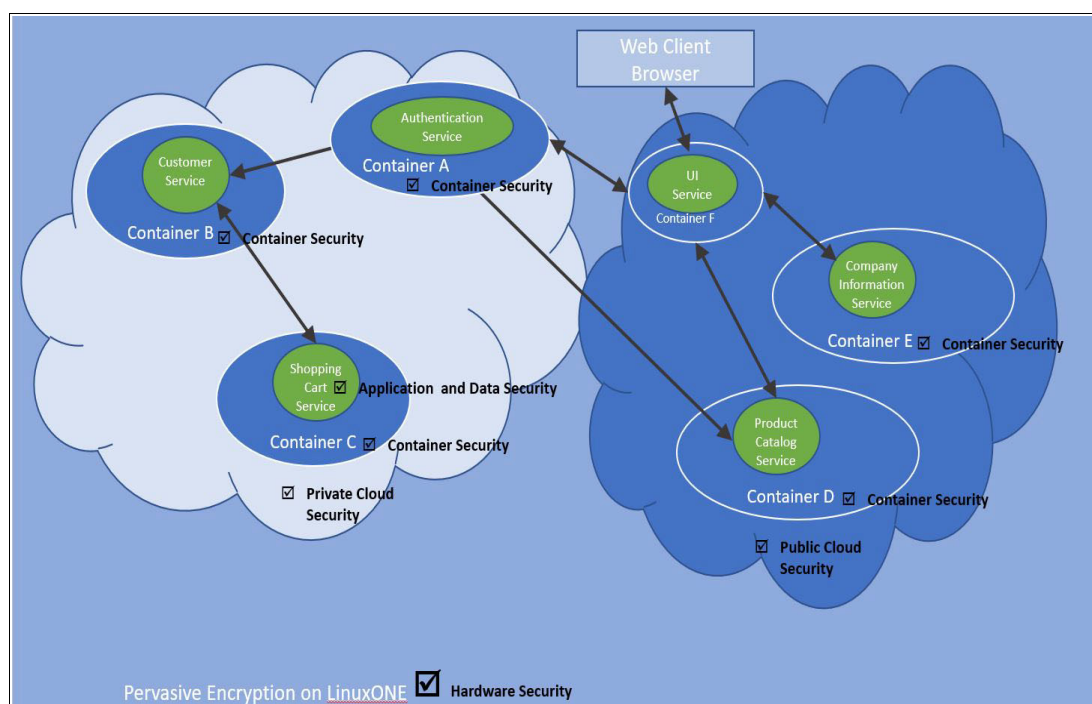 Web Client
Browser
Authentication
Service
Container A
☑ Container Security
Customer
Service
Container B ☑ Container Security
UI
Service
Container F
Company
Information
Service
Container E ☑ Container Security
Shopping
Cart ☑ Application and Data Security
Service
Container C ☑ Container Security
Product
Catalog
Service
Container D ☑ Container Security
☑ Private Cloud
Security
☑ Public Cloud
Security
Pervasive Encryption on LinuxONE ☑ Hardware Security